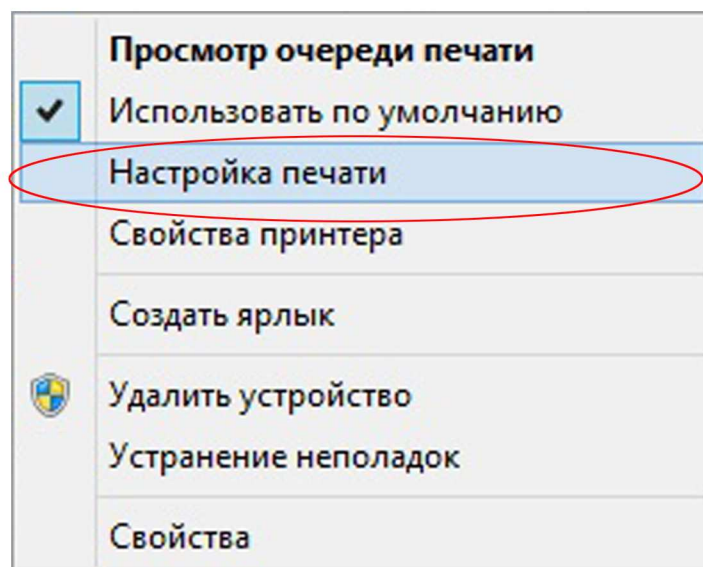 Просмотр очереди печати
Использовать по умолчанию
Настройка печати
Свойства принтера
Создать ярлык
Удалить устройство
Устранение неполадок
Свойства